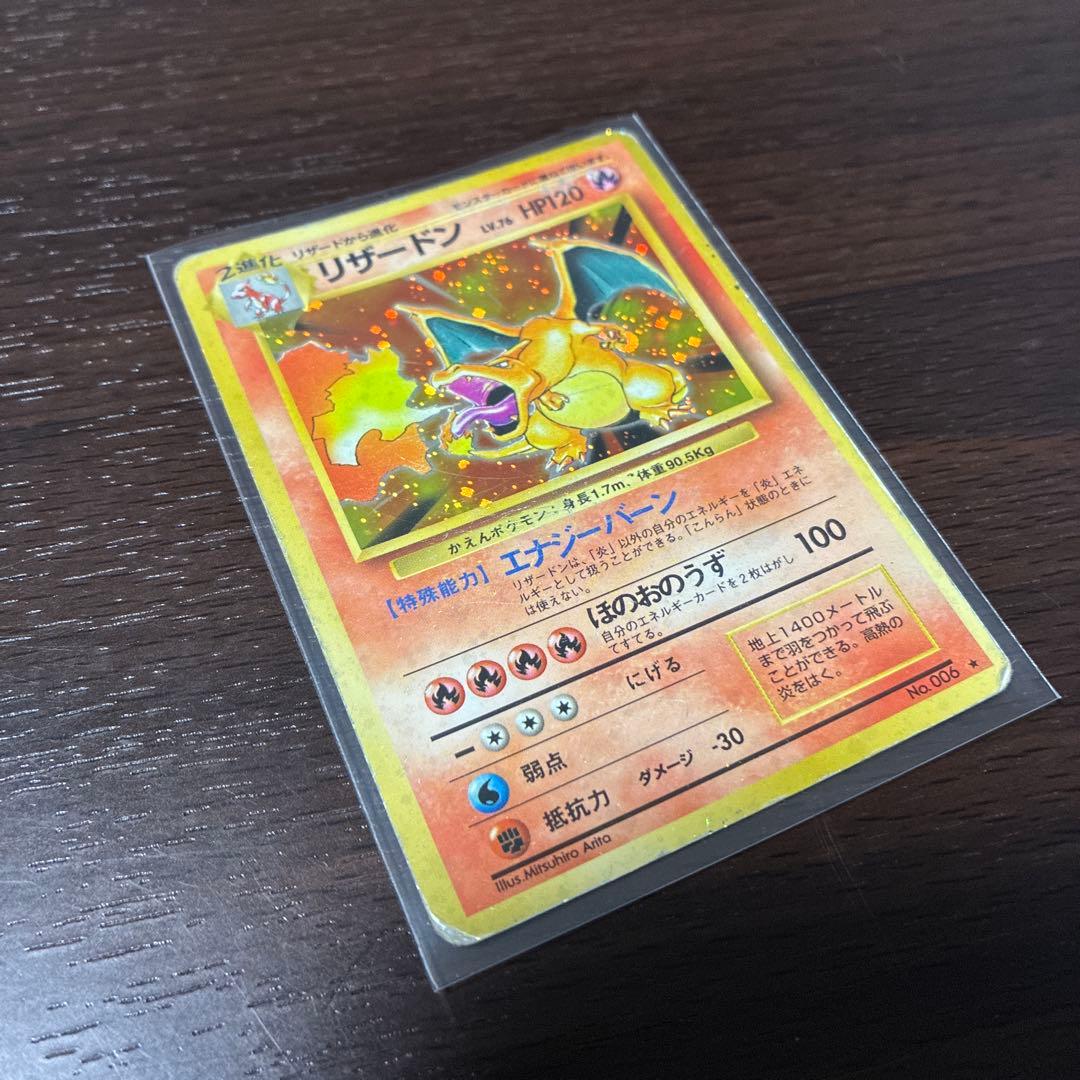 2進化 リザードから進化
リザードン LV.76 HP120
かえんポケモン：身長1.7m、体重90.5Kg
【特殊能力】エナジーバーン
リザードンは、「炎」以外の自分のエネルギーを「炎」エネ
ルギーとして扱うことができる。「こんらん」状態のときに
は使えない。
ほのおのうず 100
自分のエネルギーカードを2枚はがし
てすてる。
にげる
弱点
抵抗力 ダメージ -30
地上1400メートル
まで羽をつかって飛ぶ
ことができる。高熱の
炎をはく。
Illus.Mitsuhiro Arita
No.006 ★